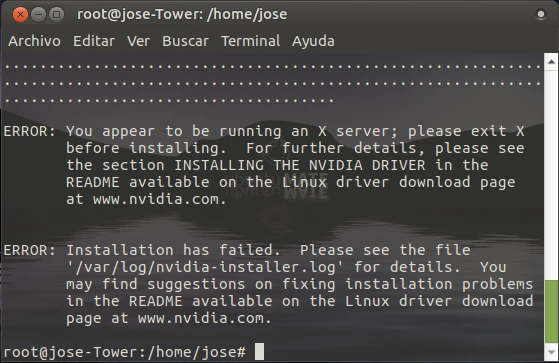 root@jose-Tower: /home/jose
Archivo Editar Ver Buscar Terminal Ayuda
............................................................
............................................................
.....................................
ERROR: You appear to be running an X server; please exit X
before installing.  For further details, please see
the section INSTALLING THE NVIDIA DRIVER in the
README available on the Linux driver download page
at www.nvidia.com.
MATE
ERROR: Installation has failed.  Please see the file
'/var/log/nvidia-installer.log' for details.  You
may find suggestions on fixing installation problems
in the README available on the Linux driver download
page at www.nvidia.com.
root@jose-Tower:/home/jose#